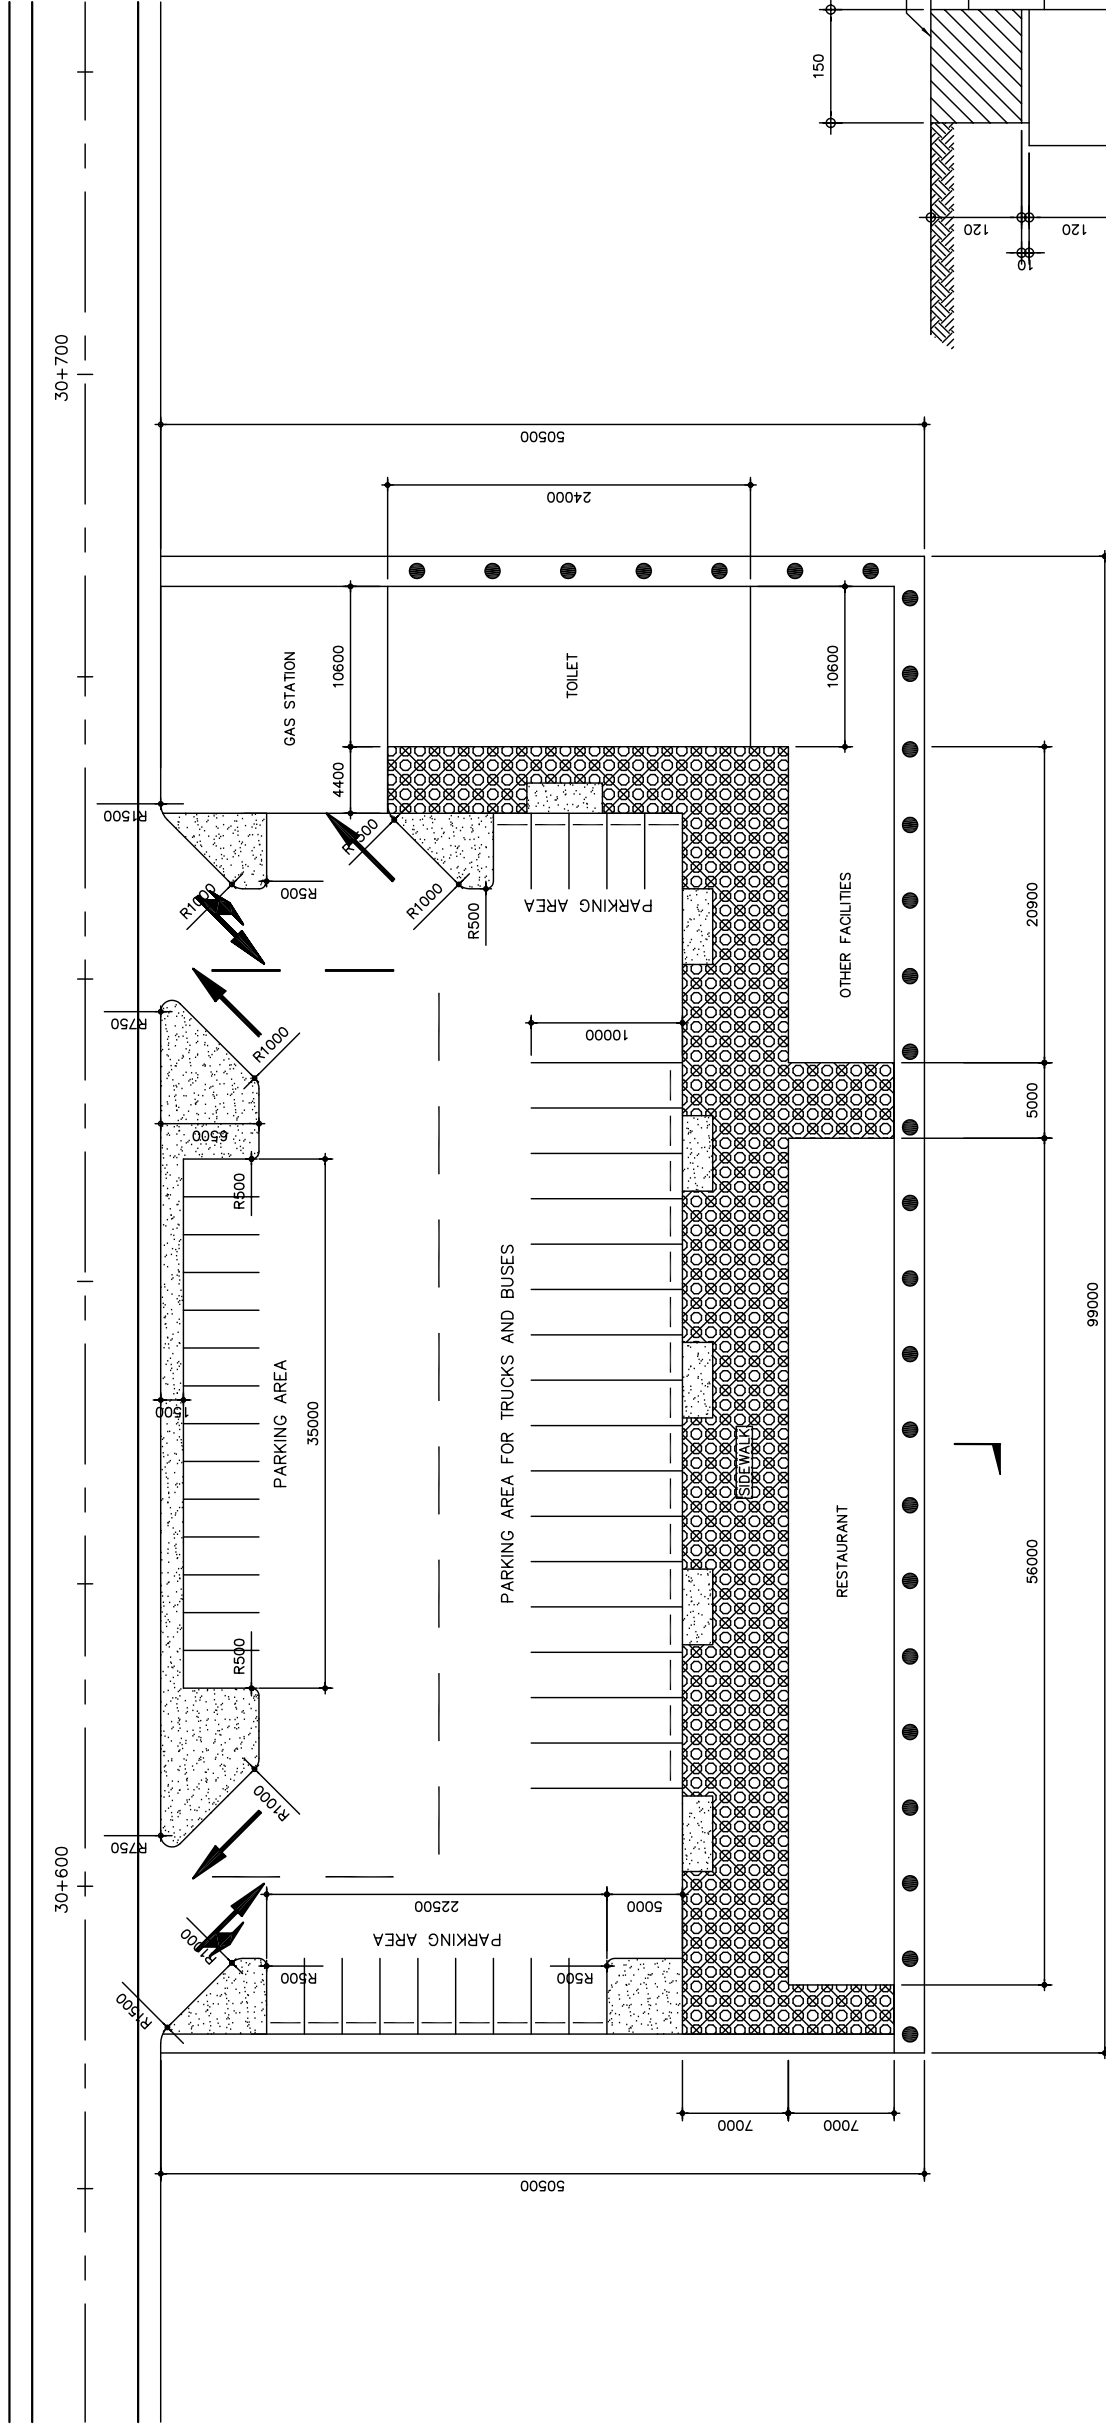 150
120
120
10
30+700
50500
24000
10600
GAS STATION
TOILET
10600
4400
R1500
R1500
R1000
R500
R1000
R500
PARKING AREA
OTHER FACILITIES
20900
R750
R1000
10000
6500
5000
R500
PARKING AREA FOR TRUCKS AND BUSES
99000
1500
PARKING AREA
35000
SIDEWALK
RESTAURANT
56000
R500
R1000
R750
30+600
22500
5000
PARKING AREA
R1000
R500
R500
R1500
7000
7000
50500